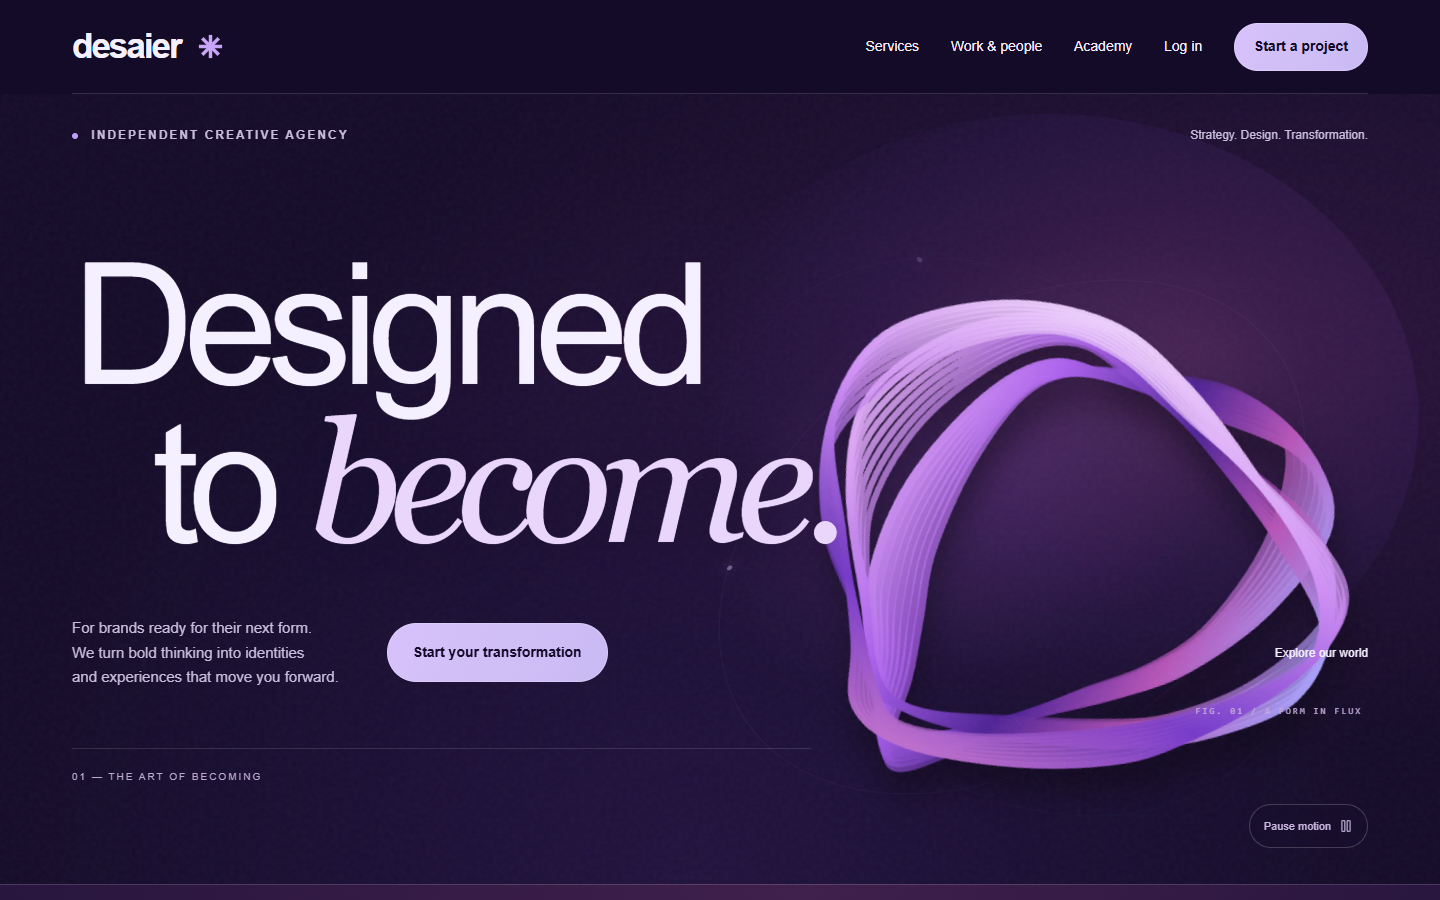 desaier
Services
Work & people
Academy
Log in
Start a project
INDEPENDENT CREATIVE AGENCY
Strategy. Design. Transformation.
Designed
to become.
For brands ready for their next form.
We turn bold thinking into identities
and experiences that move you forward.
Start your transformation
Explore our world
FIG. 01 / A FORM IN FLUX
01 — THE ART OF BECOMING
Pause motion